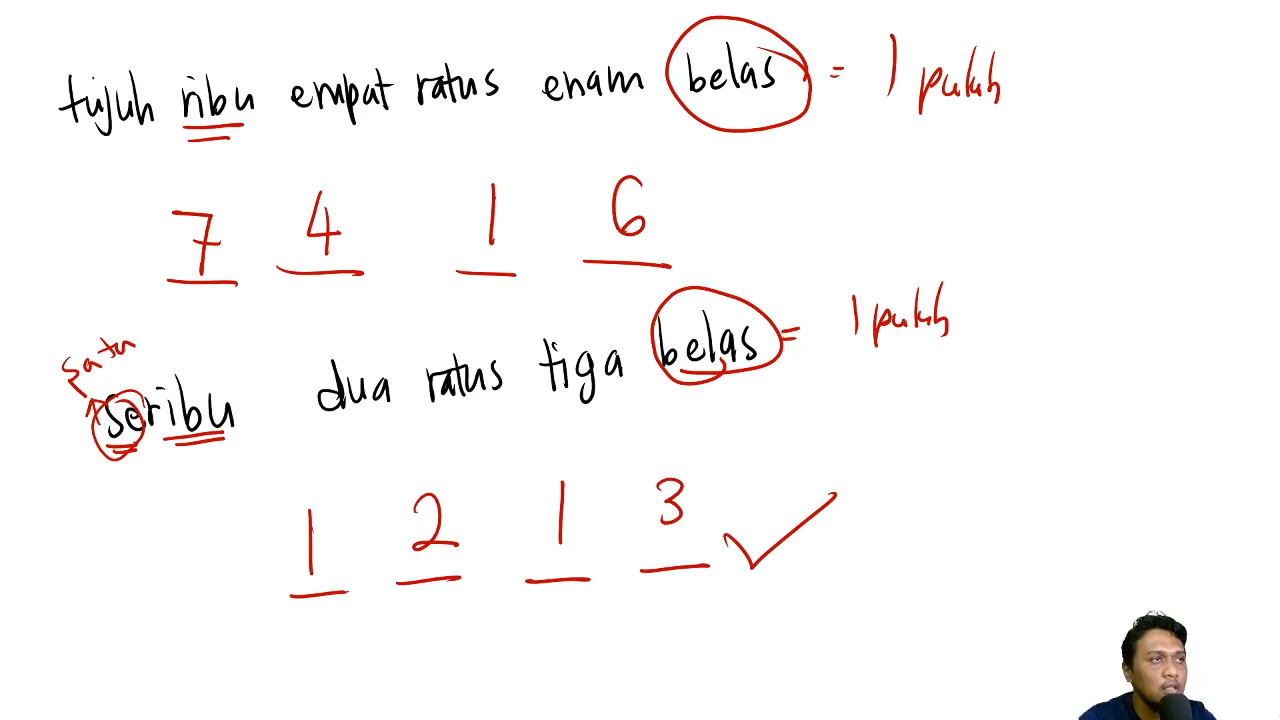 tujuh ribu empat ratus enam belas = 1 puluh
7 4 1 6
satu
seribu dua ratus tiga belas = 1 puluh
1 2 1 3